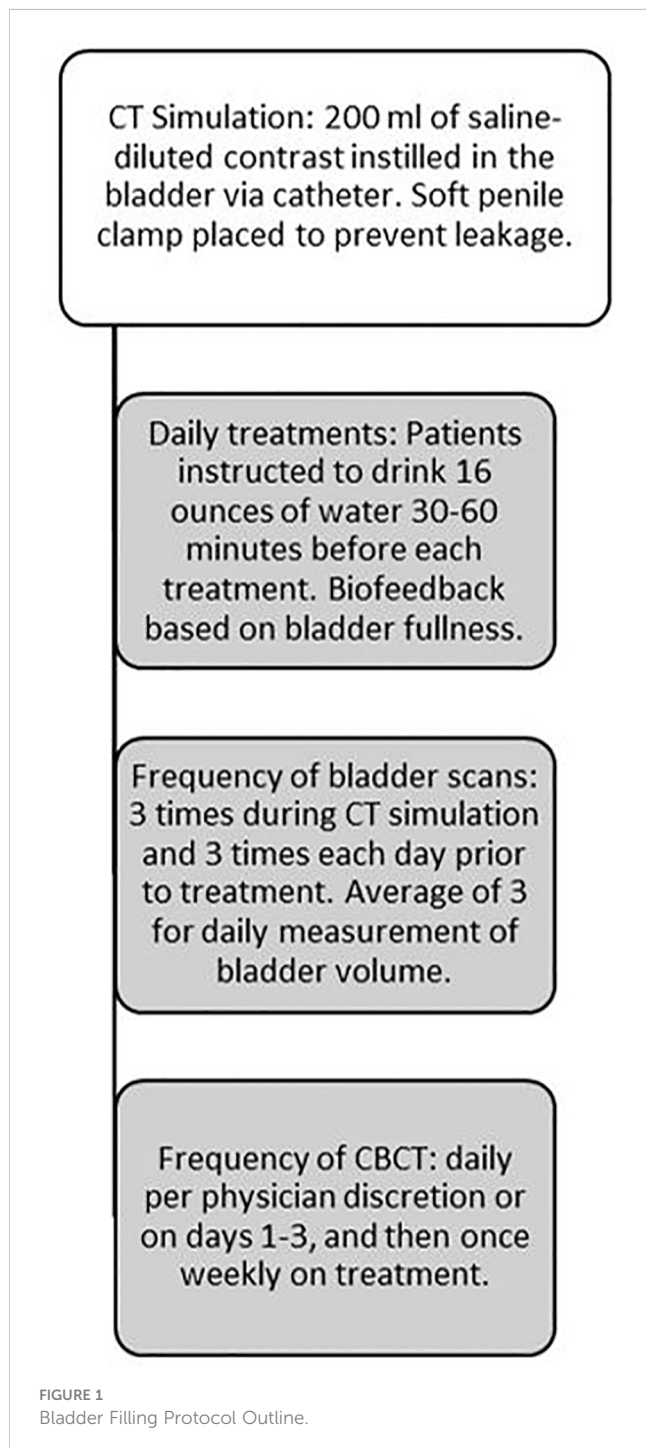 CT Simulation: 200 ml of saline-
diluted contrast instilled in the
bladder via catheter. Soft penile
clamp placed to prevent leakage.
Daily treatments: Patients
instructed to drink 16
ounces of water 30-60
minutes before each
treatment. Biofeedback
based on bladder fullness.
Frequency of bladder scans:
3 times during CT simulation
and 3 times each day prior
to treatment. Average of 3
for daily measurement of
bladder volume.
Frequency of CBCT: daily
per physician discretion or
on days 1-3, and then once
weekly on treatment.
FIGURE 1
Bladder Filling Protocol Outline.